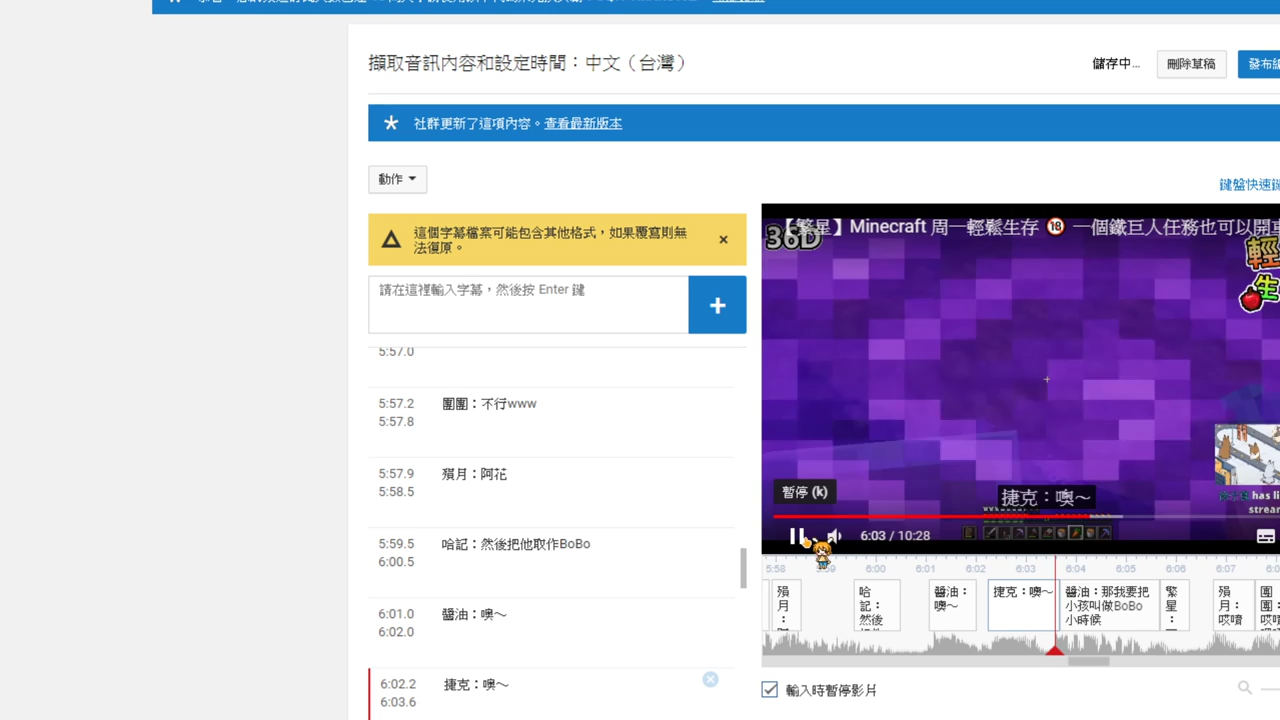 擷取音訊內容和設定時間：中文（台灣）
儲存中...
刪除草稿
社群更新了這項內容。查看最新版本
動作
鍵盤快速鍵
這個字幕檔案可能包含其他格式，如果覆寫則無
法復原。
請在這裡輸入字幕，然後按 Enter 鍵
5:57.0
5:57.2
團團：不行www
5:57.8
5:57.9
殞月：阿花
5:58.5
5:59.5
哈記：然後把他取作BoBo
6:00.5
6:01.0
醬油：噢～
6:02.0
6:02.2
捷克：噢～
6:03.6
36D
【繁星】Minecraft 周一輕鬆生存 🔞 一個鐵巨人任務也可以開
輕
生
暫停 (k)
捷克：噢～
has li
strea
6:03 / 10:28
5:58 5:59 6:00 6:01 6:02 6:03 6:04 6:05 6:06 6:07
殞
月
：
哈
記：
然後
醬油：
噢～
捷克：噢～
醬油：那我要把
小孩叫做BoBo
小時候
繁
星
：
殞
月：
哎唷
團
團：
輸入時暫停影片